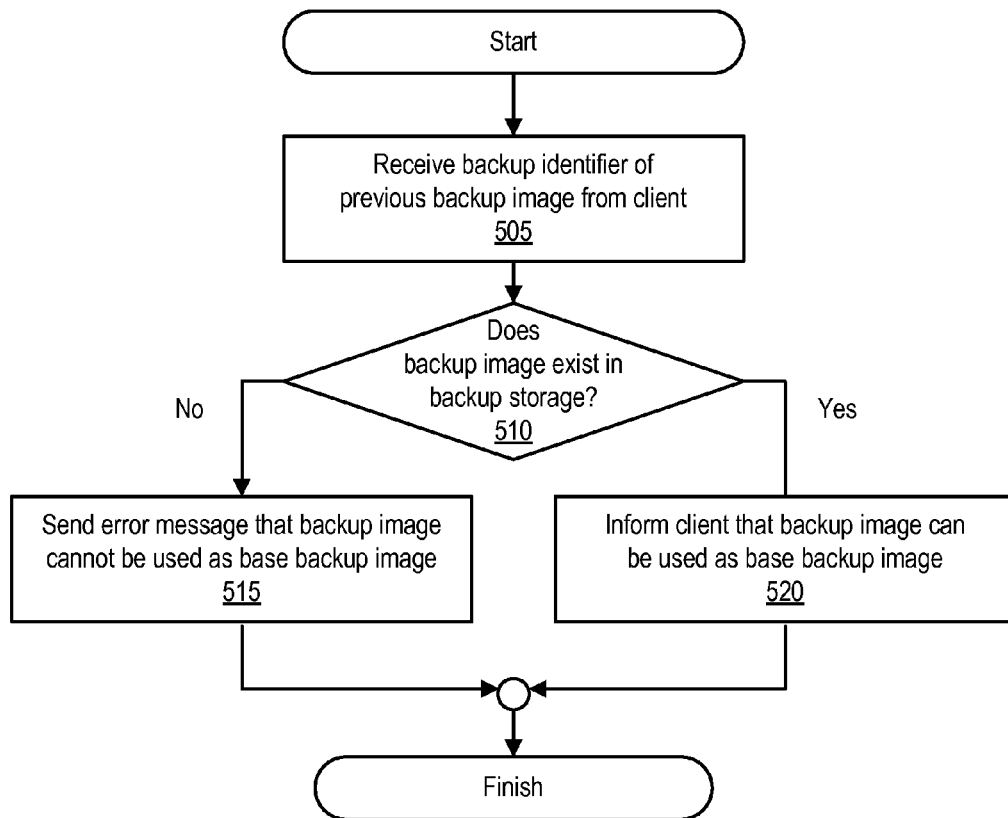 Start
Receive backup identifier of
previous backup image from client
505
Does
backup image exist in
backup storage?
510
No
Yes
Send error message that backup image
cannot be used as base backup image
515
Inform client that backup image can
be used as base backup image
520
Finish